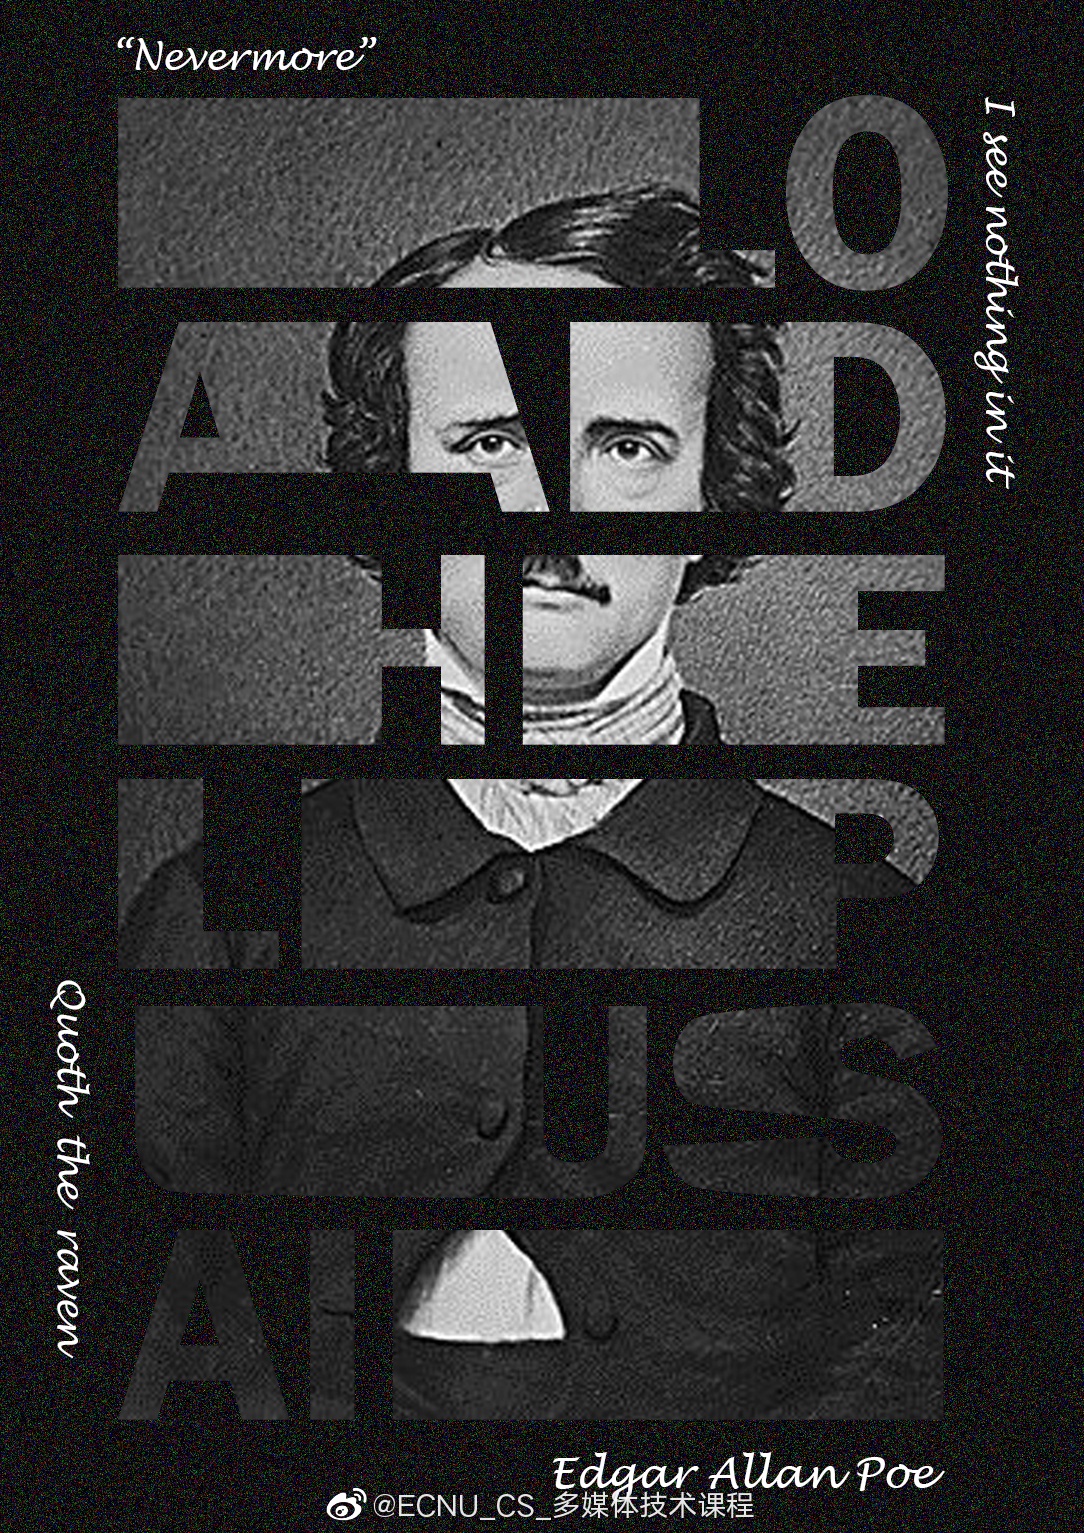 “Nevermore”
I see nothing in it
LO
A  D
H  E
L  P
US
AI
Quoth the raven
Edgar Allan Poe
@ECNU_CS_多媒体技术课程